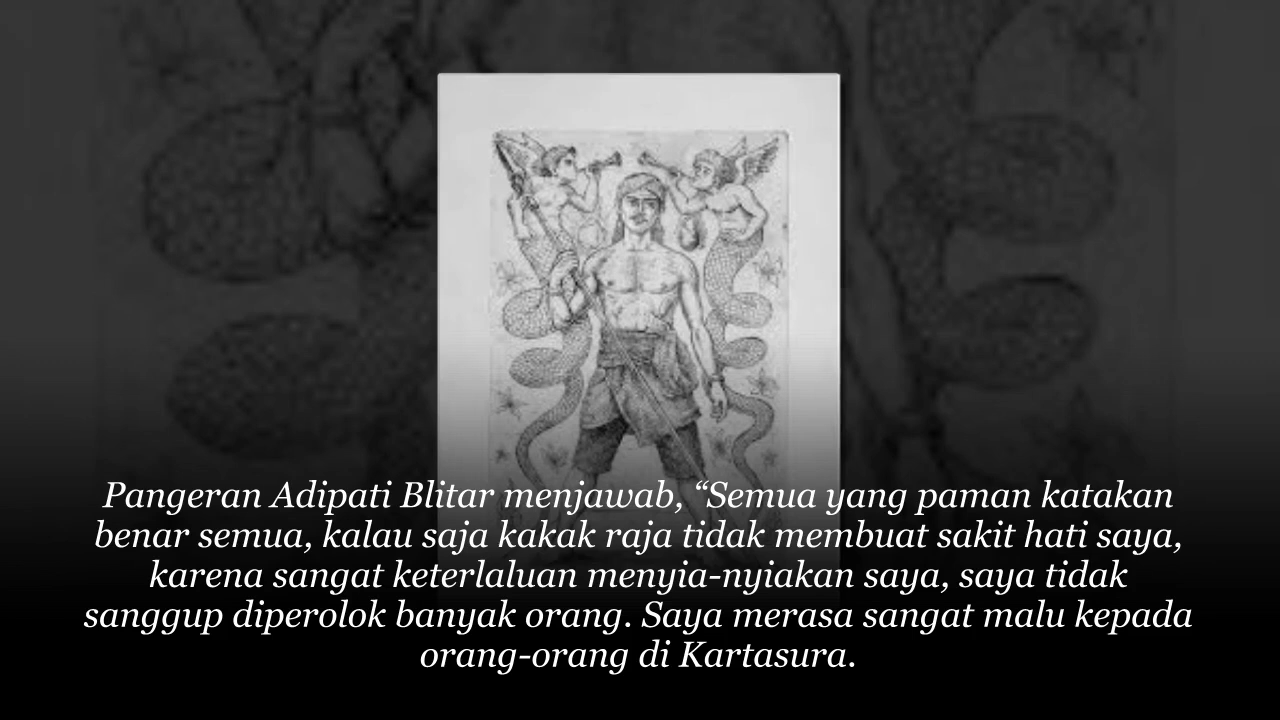 Pangeran Adipati Blitar menjawab, “Semua yang paman katakan
benar semua, kalau saja kakak raja tidak membuat sakit hati saya,
karena sangat keterlaluan menyia-nyiakan saya, saya tidak
sanggup diperolok banyak orang. Saya merasa sangat malu kepada
orang-orang di Kartasura.